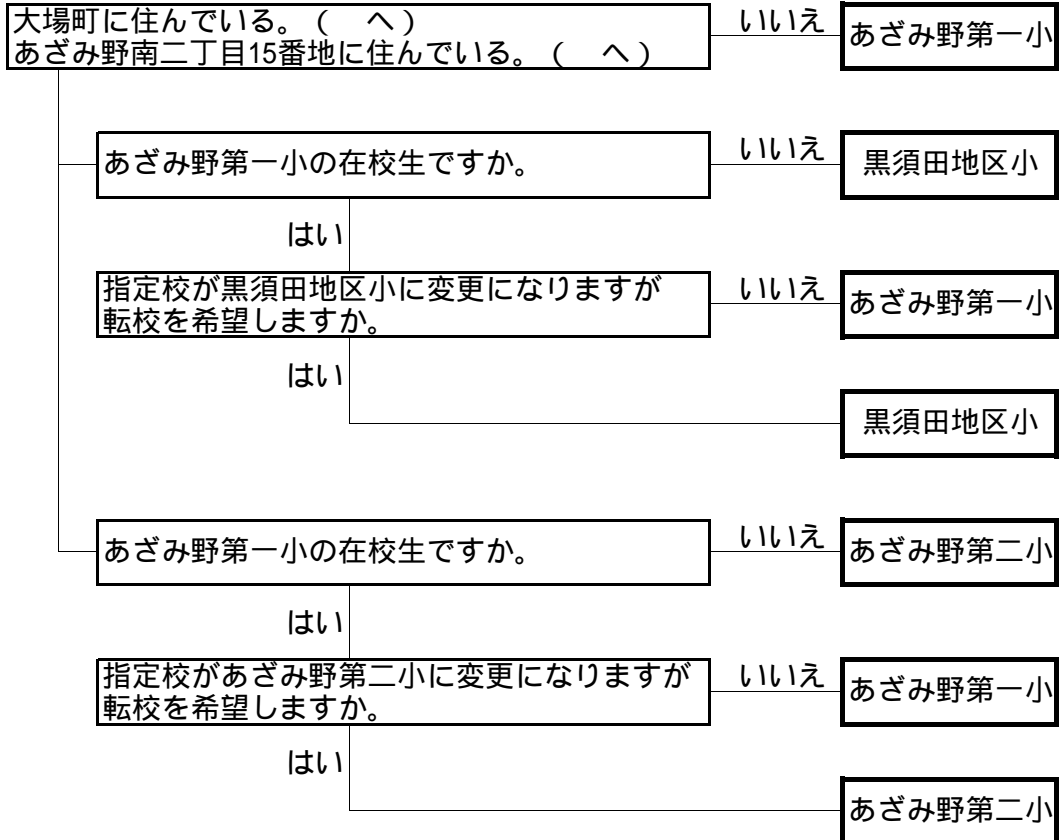 大場町に住んでいる。(　へ)
あざみ野南二丁目15番地に住んでいる。(　へ)
いいえ
あざみ野第一小
あざみ野第一小の在校生ですか。
いいえ
黒須田地区小
はい
指定校が黒須田地区小に変更になりますが
転校を希望しますか。
いいえ
あざみ野第一小
はい
黒須田地区小
あざみ野第一小の在校生ですか。
いいえ
あざみ野第二小
はい
指定校があざみ野第二小に変更になりますが
転校を希望しますか。
いいえ
あざみ野第一小
はい
あざみ野第二小